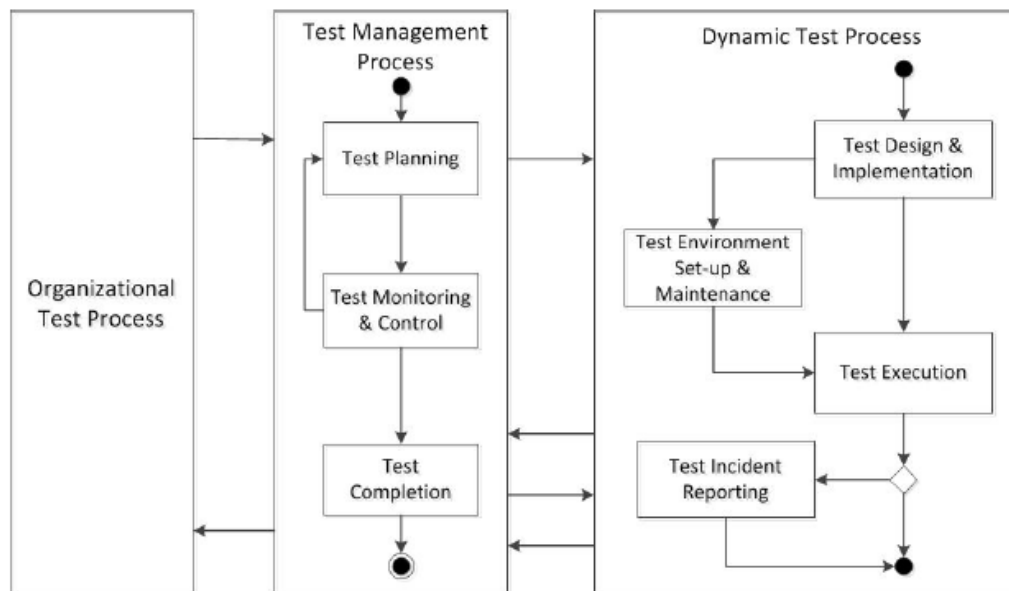 Organizational
Test Process
Test Management
Process
Test Planning
Test Monitoring
& Control
Test
Completion
Dynamic Test Process
Test Design &
Implementation
Test Environment
Set-up &
Maintenance
Test Execution
Test Incident
Reporting